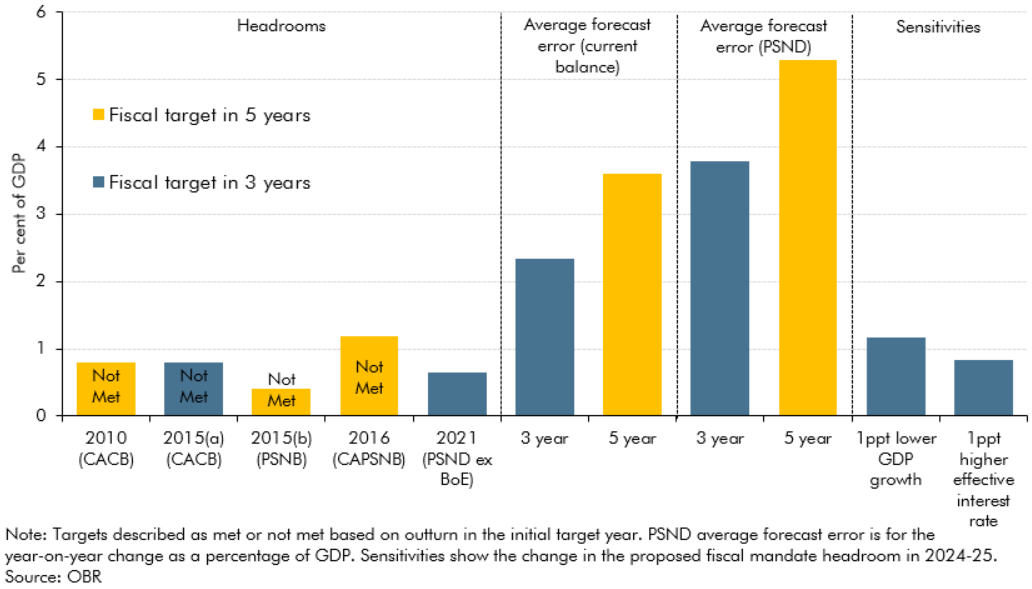 6
5
4
3
2
1
0
Per cent of GDP
Headrooms
Average forecast
error (current
balance)
Average forecast
error (PSND)
Sensitivities
Fiscal target in 5 years
Fiscal target in 3 years
Not
Met
Not
Met
Not
Met
Not
Met
2010
(CACB)
2015(a)
(CACB)
2015(b)
(PSNB)
2016
(CAPSNB)
2021
(PSND ex
BoE)
3 year
5 year
3 year
5 year
1ppt lower
GDP
growth
1ppt
higher
effective
interest
rate
Note: Targets described as met or not met based on outturn in the initial target year. PSND average forecast error is for the
year-on-year change as a percentage of GDP. Sensitivities show the change in the proposed fiscal mandate headroom in 2024-25.
Source: OBR